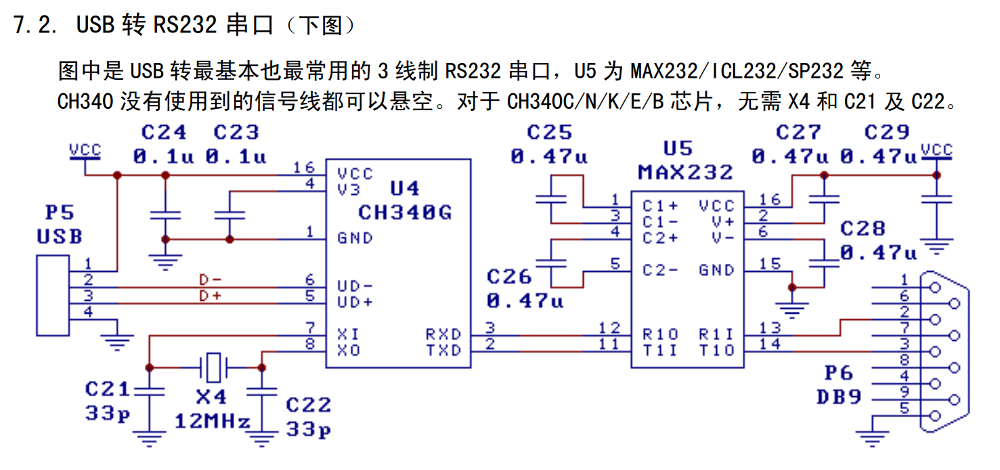 7.2. USB 转 RS232 串口（下图）
图中是 USB 转最基本也最常用的 3 线制 RS232 串口，U5 为 MAX232/ICL232/SP232 等。
CH340 没有使用到的信号线都可以悬空。对于 CH340C/N/K/E/B 芯片，无需 X4 和 C21 及 C22。
VCC
C24
0.1u
C23
0.1u
P5
USB
1
2
3
4
D-
D+
16
4
1
6
5
7
8
VCC
V3
GND
UD-
UD+
XI
XO
U4
CH340G
RXD
TXD
3
2
C21
33p
X4
12MHz
C22
33p
C25
0.47u
C26
0.47u
1
3
4
5
12
11
U5
MAX232
C1+
C1-
C2+
C2-
R1O
T1I
VCC
V+
V-
GND
R1I
T1O
16
2
6
15
13
14
C27
0.47u
C29
0.47u
VCC
C28
0.47u
P6
DB9
1
6
2
7
3
8
4
9
5